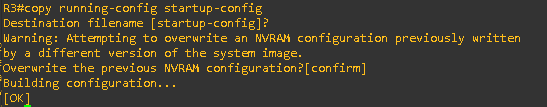 R3#copy running-config startup-config
Destination filename [startup-config]?
Warning: Attempting to overwrite an NVRAM configuration previously written
by a different version of the system image.
Overwrite the previous NVRAM configuration?[confirm]
Building configuration...
[OK]